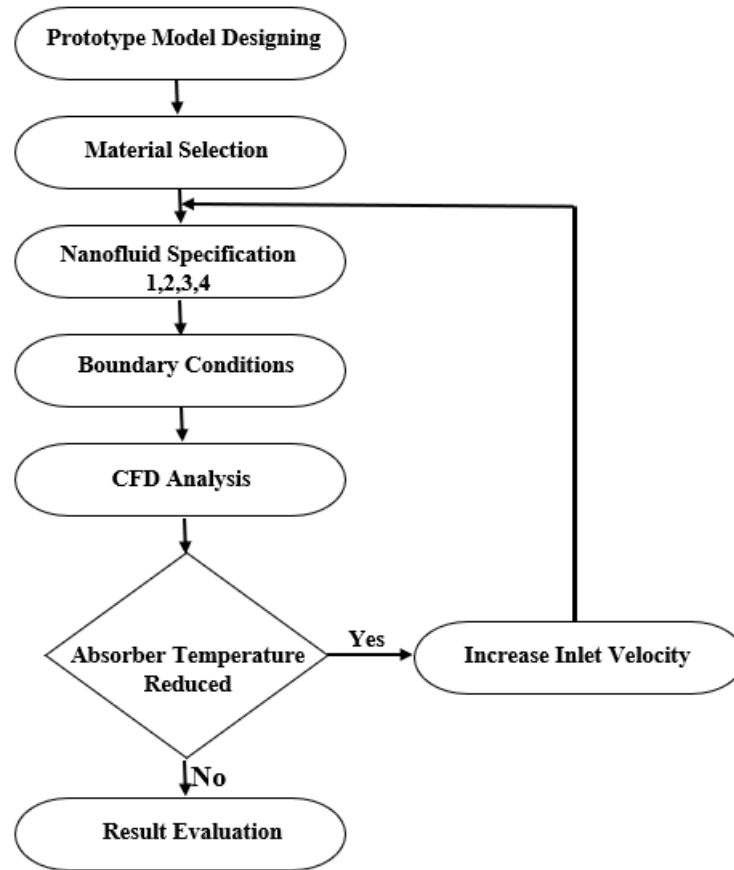 Prototype Model Designing
Material Selection
Nanofluid Specification
1,2,3,4
Boundary Conditions
CFD Analysis
Absorber Temperature
Reduced
Yes
Increase Inlet Velocity
No
Result Evaluation